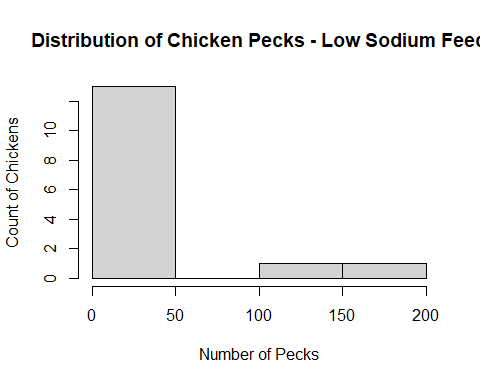 Distribution of Chicken Pecks - Low Sodium Feed
Count of Chickens
10
8
6
4
2
0
0 50 100 150 200
Number of Pecks